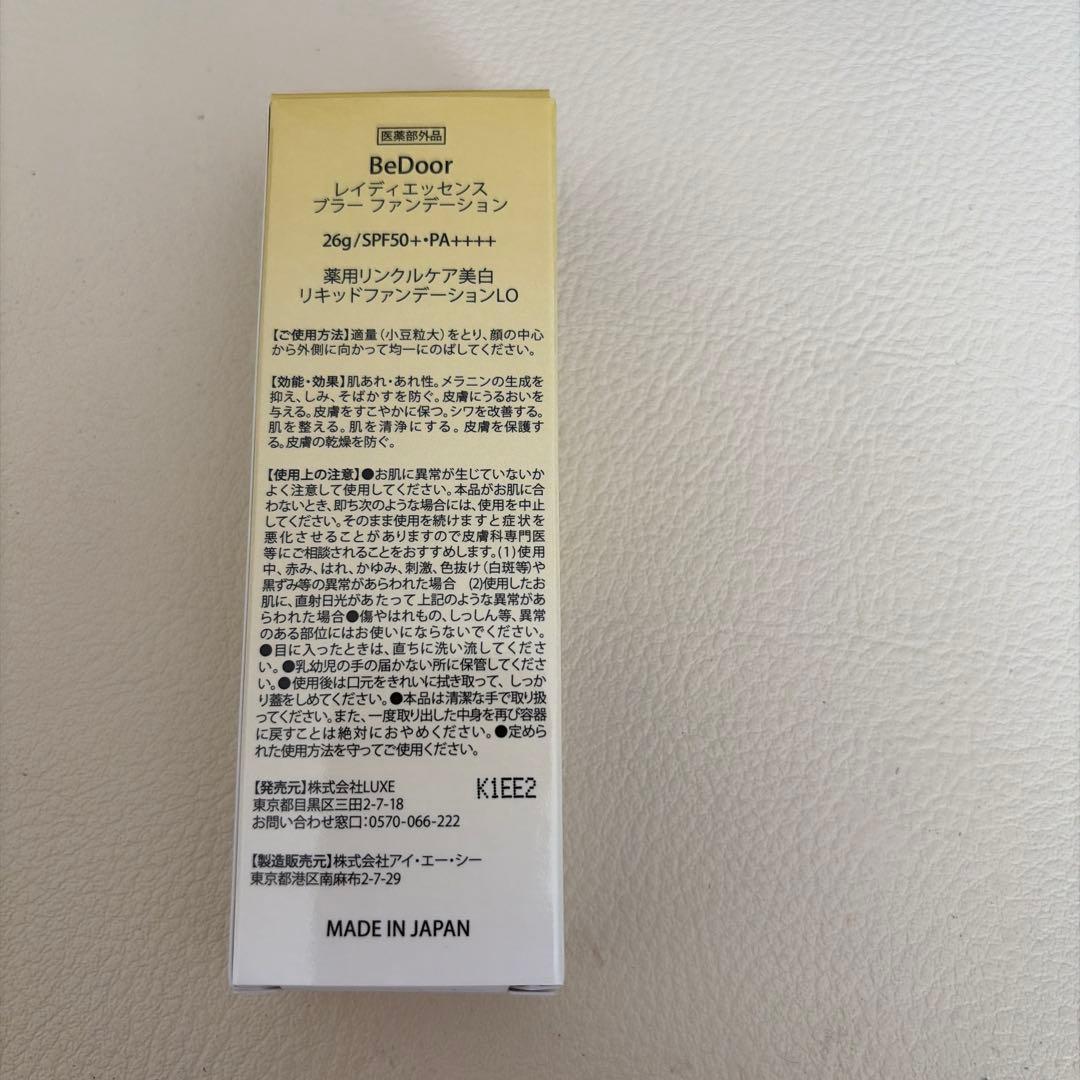 医薬部外品
BeDoor
レイディエッセンス
ブラー ファンデーション
26g/SPF50+・PA++++
薬用リンクルケア美白
リキッドファンデーションLO
【ご使用方法】適量（小豆粒大）をとり、顔の中心
から外側に向かって均一にのばしてください。
【効能・効果】肌あれ・あれ性。メラニンの生成を
抑え、しみ、そばかすを防ぐ。皮膚にうるおいを
与える。皮膚をすこやかに保つ。シワを改善する。
肌を整える。肌を清浄にする。皮膚を保護す
る。皮膚の乾燥を防ぐ。
【使用上の注意】●お肌に異常が生じていないか
よく注意して使用してください。本品がお肌に合
わないとき、即ち次のような場合には、使用を中止
してください。そのまま使用を続けますと症状を
悪化させることがありますので皮膚科専門医
等にご相談されることをおすすめします。(1)使用
中、赤み、はれ、かゆみ、刺激、色抜け（白斑等）や
黒ずみ等の異常があらわれた場合 (2)使用したお
肌に、直射日光があたって上記のような異常があ
らわれた場合●傷やはれもの、しっしん等、異常
のある部位にはお使いにならないでください。
●目に入ったときは、直ちに洗い流してくださ
い。●乳幼児の手の届かない所に保管してくださ
い。●使用後は口元をきれいに拭き取って、しっか
り蓋をしめてください。●本品は清潔な手で取り扱
ってください。また、一度取り出した中身を再び容器
に戻すことは絶対におやめください。●定めら
れた使用方法を守ってご使用ください。
【発売元】株式会社LUXE
K1EE2
東京都目黒区三田2-7-18
お問い合わせ窓口：0570-066-222
【製造販売元】株式会社アイ・エー・シー
東京都港区南麻布2-7-29
MADE IN JAPAN